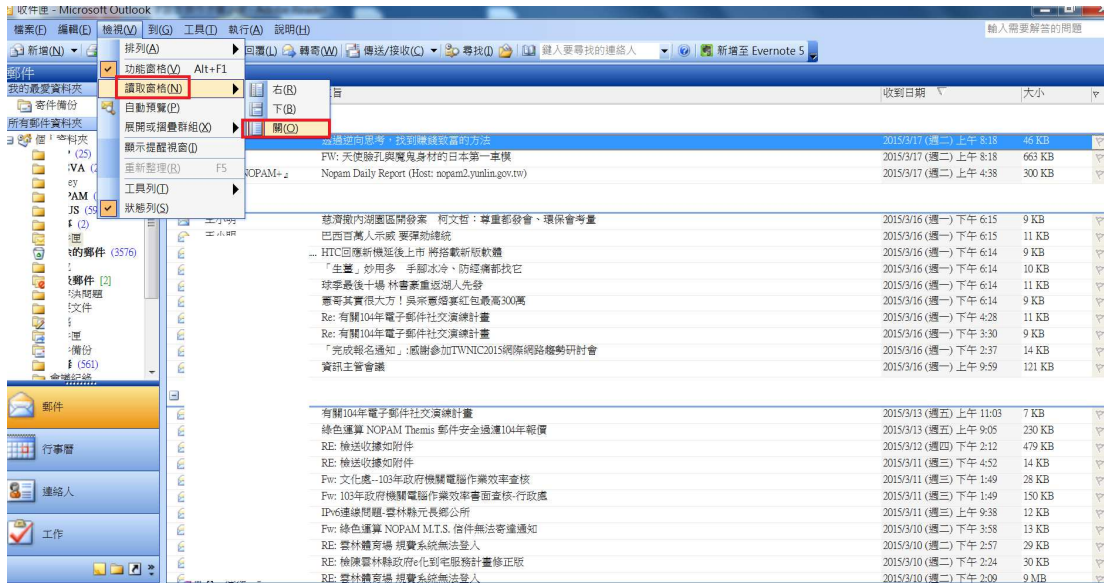 收件匣 - Microsoft Outlook
檔案(F) 編輯(E) 檢視(V) 到(G) 工具(T) 執行(A) 說明(H)
輸入需要解答的問題
新增(N) 回覆(L) 轉寄(W) 傳送/接收(C) 尋找(I) 鍵入要尋找的連絡人 新增至 Evernote 5
郵件
我的最愛資料夾
寄件備份
所有郵件資料夾
排列(A)
功能窗格(V) Alt+F1
讀取窗格(N)
自動預覽(P)
展開或摺疊群組(X)
顯示提醒視窗(I)
重新整理(R) F5
工具列(T)
狀態列(S)
右(R)
下(B)
關(O)
旨 收到日期 大小
透過逆向思考，找到賺錢致富的方法 2015/3/17 (週二) 上午 8:18 46 KB
FW: 天使臉孔與魔鬼身材的日本第一車模 2015/3/17 (週二) 上午 8:18 663 KB
Nopam Daily Report (Host: nopam2.yunlin.gov.tw) 2015/3/17 (週二) 上午 4:38 300 KB
慈濟撤內湖園區開發案 柯文哲：尊重都發會、環保會考量 2015/3/16 (週一) 下午 6:15 9 KB
巴西百萬人示威 要彈劾總統 2015/3/16 (週一) 下午 6:15 11 KB
... HTC回應新機延後上市 將搭載新版軟體 2015/3/16 (週一) 下午 6:14 9 KB
「生薑」妙用多 手腳冰冷、防經痛都找它 2015/3/16 (週一) 下午 6:14 10 KB
球季最後十場 林書豪重返湖人先發 2015/3/16 (週一) 下午 6:14 11 KB
憲哥其實很大方！吳宗憲婚宴紅包最高300萬 2015/3/16 (週一) 下午 6:14 9 KB
Re: 有關104年電子郵件社交演練計畫 2015/3/16 (週一) 下午 4:28 11 KB
Re: 有關104年電子郵件社交演練計畫 2015/3/16 (週一) 下午 3:30 9 KB
「完成報名通知」:感謝參加TWNIC2015網際網路趨勢研討會 2015/3/16 (週一) 下午 2:37 14 KB
資訊主管會議 2015/3/16 (週一) 上午 9:59 121 KB
有關104年電子郵件社交演練計畫 2015/3/13 (週五) 上午 11:03 7 KB
綠色運算 NOPAM Themis 郵件安全過濾104年報價 2015/3/13 (週五) 上午 9:05 230 KB
RE: 檢送收據如附件 2015/3/12 (週四) 下午 2:12 479 KB
RE: 檢送收據如附件 2015/3/11 (週三) 下午 4:52 14 KB
Fw: 文化處--103年政府機關電腦作業效率查核 2015/3/11 (週三) 下午 1:49 28 KB
Fw: 103年政府機關電腦作業效率書面查核-行政處 2015/3/11 (週三) 下午 1:49 150 KB
IPv6連線問題-雲林縣元長鄉公所 2015/3/11 (週三) 上午 9:38 12 KB
Fw: 綠色運算 NOPAM M.T.S. 信件無法寄達通知 2015/3/10 (週二) 下午 3:58 13 KB
RE: 雲林體育場 規費系統無法登入 2015/3/10 (週二) 下午 2:57 29 KB
RE: 檢陳雲林縣政府e化到宅服務計畫修正版 2015/3/10 (週二) 下午 2:24 30 KB
RE: 雲林體育場 規費系統無法登入 2015/3/10 (週二) 下午 2:09 9 MB
(25)
(2)
的郵件 (3576)
郵件 [2]
決問題
文件
匣
備份
(561)
會議紀錄
郵件
行事曆
連絡人
工作